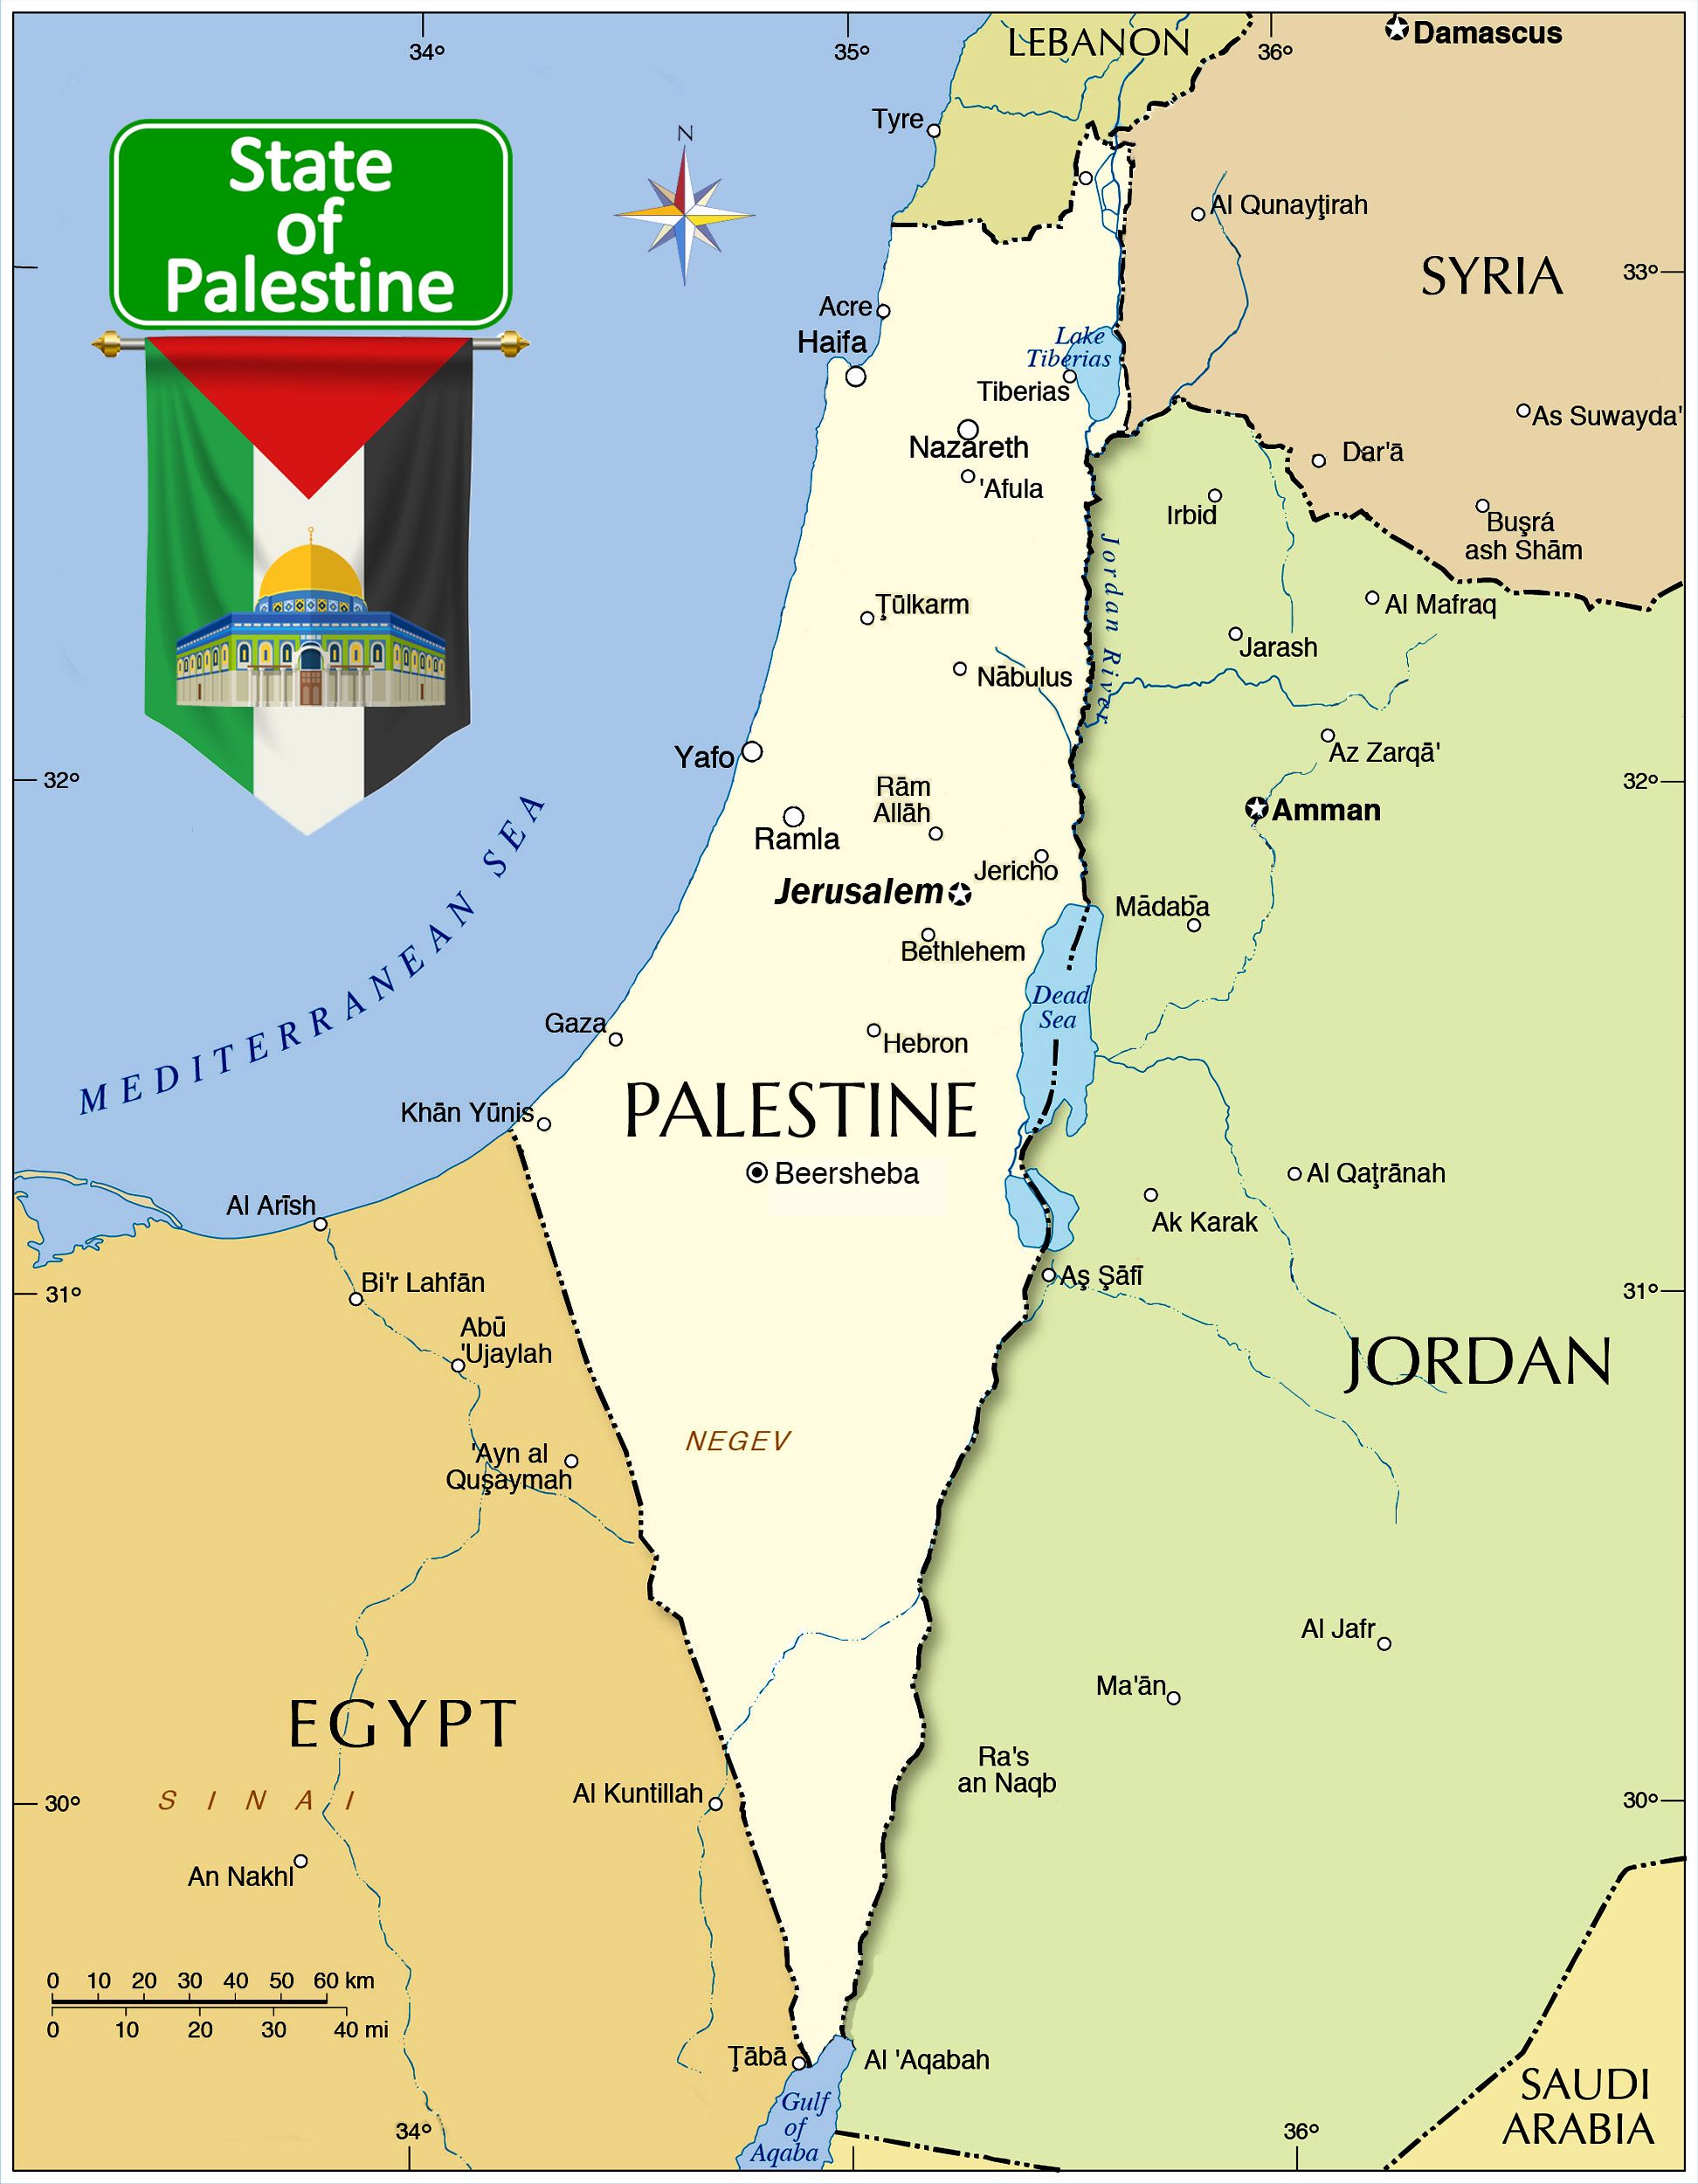 34°
35°
LEBANON
36°
Damascus
State
of
Palestine
N
Tyre
Al Qunayţirah
SYRIA
33°
Acre
Haifa
Lake
Tiberias
Tiberias
As Suwayda'
Nazareth
Dar'ā
'Afula
Irbid
Buşrá
ash Shām
Jordan River
Ţūlkarm
Al Mafraq
Jarash
Nābulus
Yafo
Az Zarqā'
32°
32°
Rām
Allāh
Amman
Ramla
Jericho
Jerusalem
Mādabā
Bethlehem
MEDITERRANEAN SEA
Dead
Sea
Gaza
Hebron
PALESTINE
Khān Yūnis
Beersheba
Al Qaţrānah
Al Arīsh
Ak Karak
Aş Şāfī
Bi'r Lahfān
31°
31°
Abū
'Ujaylah
JORDAN
NEGEV
'Ayn al
Quşaymah
Al Jafr
Ma'ān
EGYPT
Ra's
an Naqb
SINAI
Al Kuntillah
30°
30°
An Nakhl
0 10 20 30 40 50 60 km
0 10 20 30 40 mi
Ţābā
Al 'Aqabah
Gulf
of
Aqaba
SAUDI
ARABIA
34°
36°